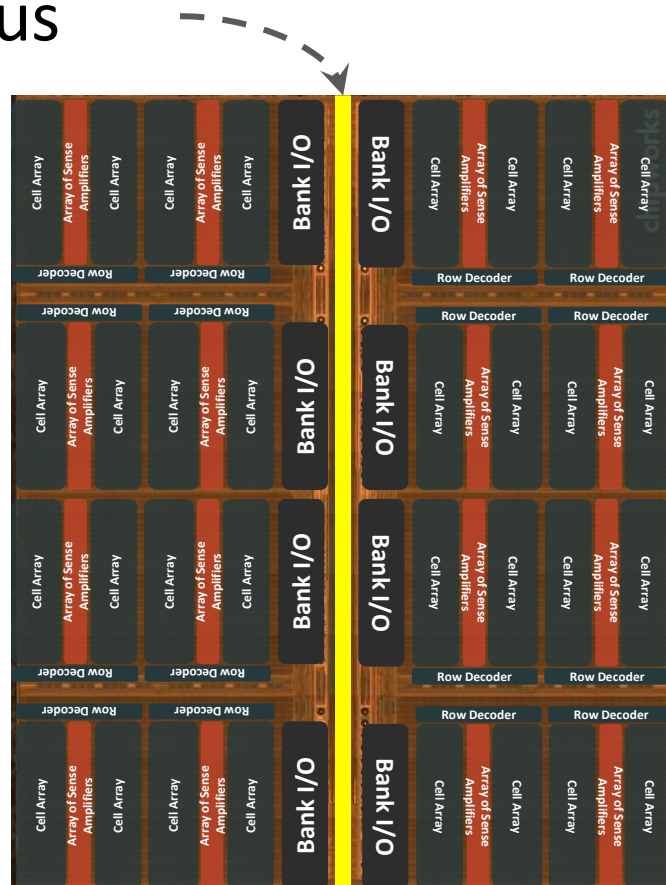 us
Cell Array
Array of Sense
Amplifiers
Cell Array
Cell Array
Array of Sense
Amplifiers
Cell Array
Bank I/O
Bank I/O
Cell Array
Array of Sense
Amplifiers
Cell Array
Cell Array
Array of Sense
Amplifiers
Cell Array
Row Decoder
Row Decoder
Row Decoder
Row Decoder
Row Decoder
Row Decoder
Row Decoder
Row Decoder
Cell Array
Array of Sense
Amplifiers
Cell Array
Cell Array
Array of Sense
Amplifiers
Cell Array
Bank I/O
Bank I/O
Cell Array
Array of Sense
Amplifiers
Cell Array
Cell Array
Array of Sense
Amplifiers
Cell Array
Cell Array
Array of Sense
Amplifiers
Cell Array
Cell Array
Array of Sense
Amplifiers
Cell Array
Bank I/O
Bank I/O
Cell Array
Array of Sense
Amplifiers
Cell Array
Cell Array
Array of Sense
Amplifiers
Cell Array
Row Decoder
Row Decoder
Row Decoder
Row Decoder
Row Decoder
Row Decoder
Row Decoder
Row Decoder
Cell Array
Array of Sense
Amplifiers
Cell Array
Cell Array
Array of Sense
Amplifiers
Cell Array
Bank I/O
Bank I/O
Cell Array
Array of Sense
Amplifiers
Cell Array
Cell Array
Array of Sense
Amplifiers
Cell Array